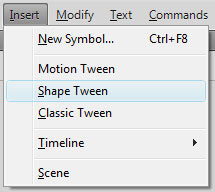 Insert Modify Text Commands
New Symbol... Ctrl+F8
Motion Tween
Shape Tween
Classic Tween
Timeline
Scene